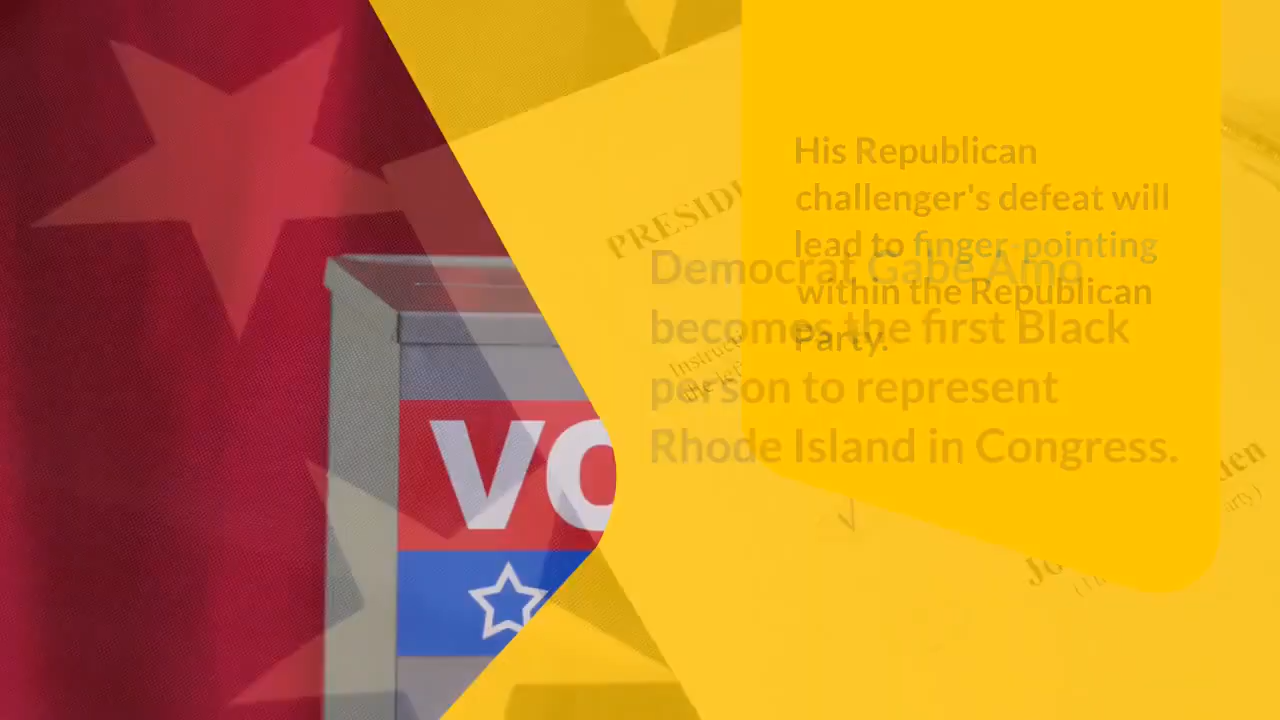 His Republican
challenger's defeat will
lead to finger-pointing
within the Republican
Party.
Democrat Gabe Amo
becomes the first Black
person to represent
Rhode Island in Congress.
PRESID
Instructi
VO